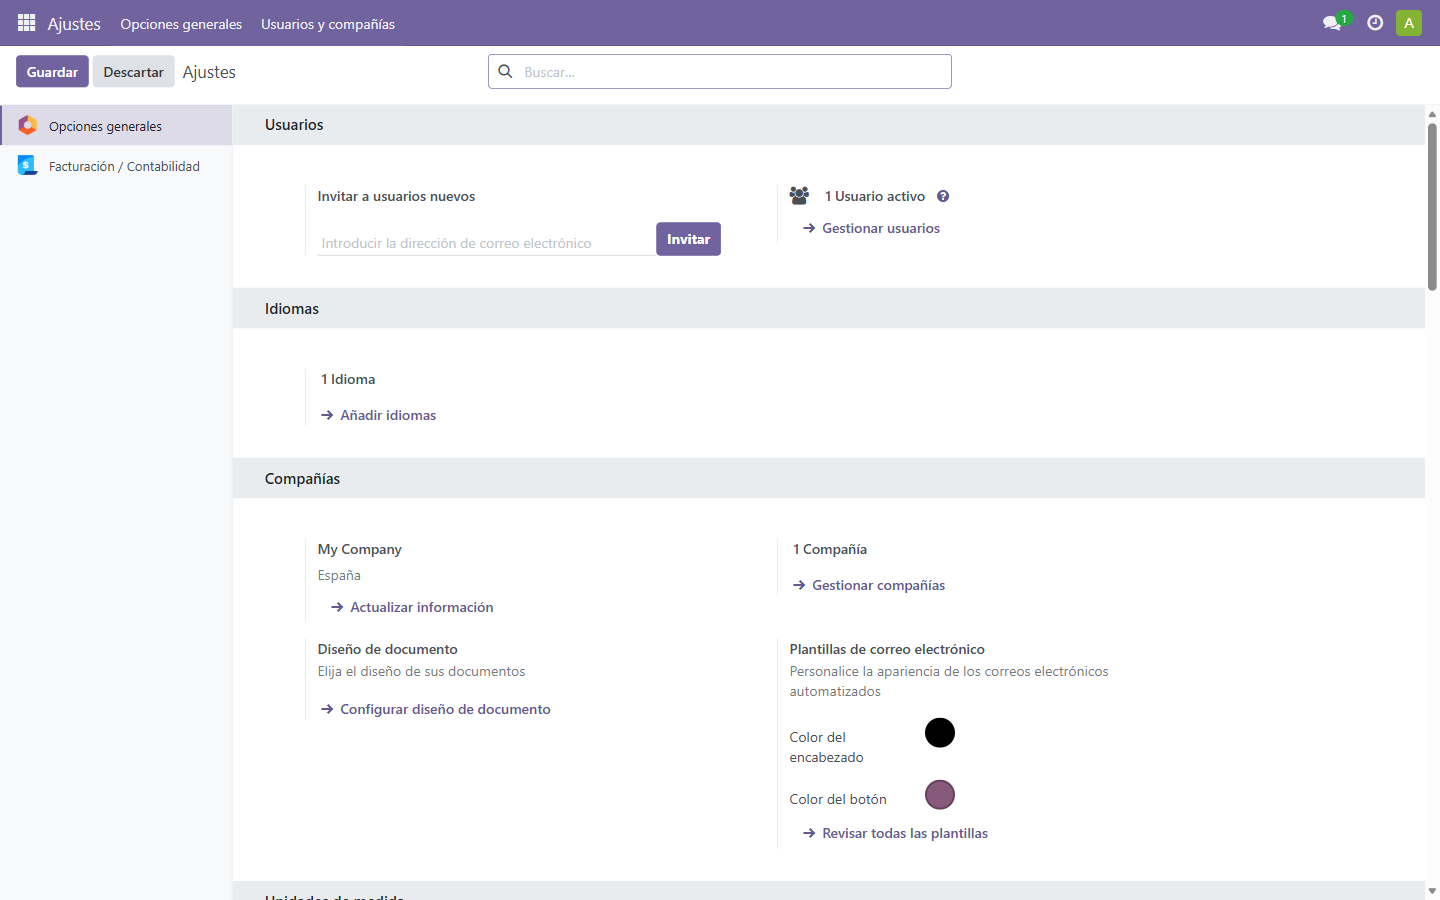 Ajustes Opciones generales Usuarios y compañías 1 A
Guardar Descartar Ajustes Buscar...
Opciones generales
Facturación / Contabilidad
Usuarios
Invitar a usuarios nuevos
Introducir la dirección de correo electrónico Invitar
1 Usuario activo
Gestionar usuarios
Idiomas
1 Idioma
Añadir idiomas
Compañías
My Company
España
Actualizar información
1 Compañía
Gestionar compañías
Diseño de documento
Elija el diseño de sus documentos
Configurar diseño de documento
Plantillas de correo electrónico
Personalice la apariencia de los correos electrónicos
automatizados
Color del
encabezado
Color del botón
Revisar todas las plantillas
Unidades de medida